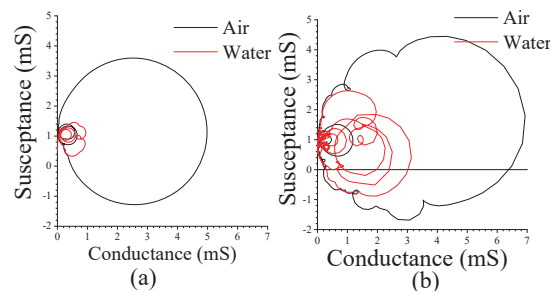 Air
Water
Susceptance (mS)
5
4
3
2
1
0
-1
-2
0 1 2 3 4 5 6 7
Conductance (mS)
(a)
Air
Water
Susceptance (mS)
5
4
3
2
1
0
-1
-2
0 1 2 3 4 5 6 7
Conductance (mS)
(b)